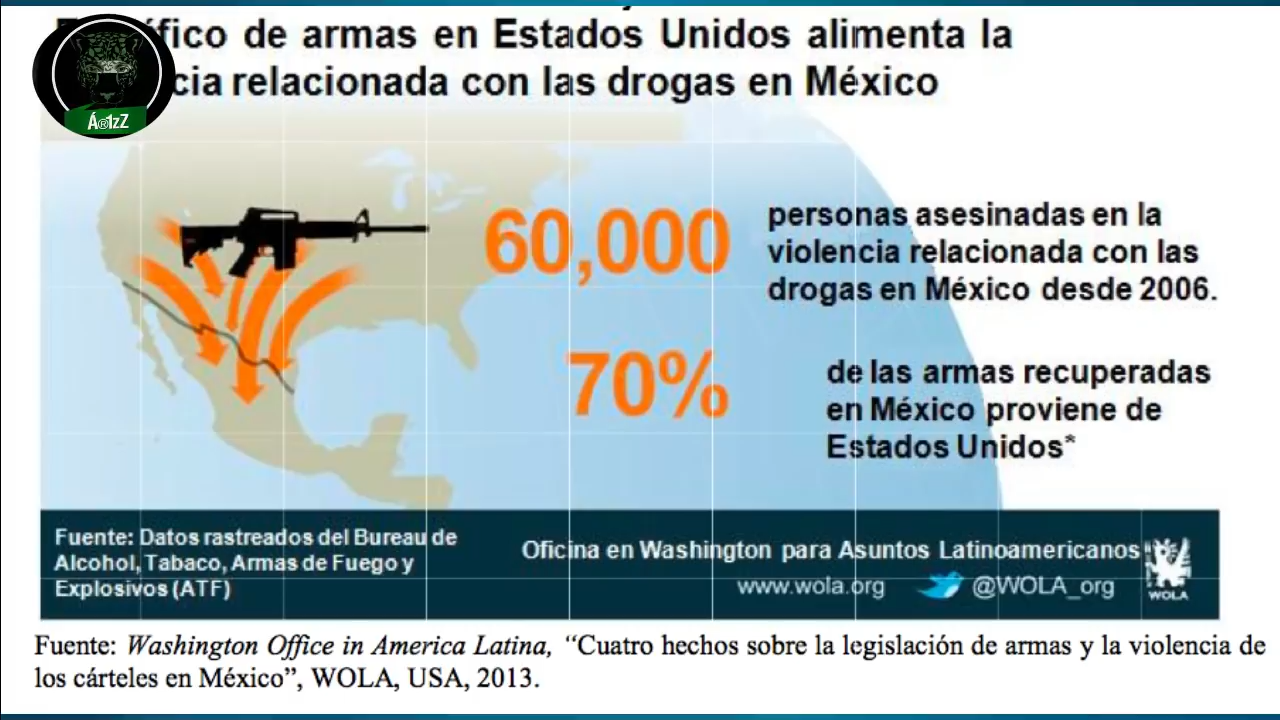 fico de armas en Estados Unidos alimenta la
cia relacionada con las drogas en México
Á®1zZ
60,000
personas asesinadas en la
violencia relacionada con las
drogas en México desde 2006.
70%
de las armas recuperadas
en México proviene de
Estados Unidos*
Fuente: Datos rastreados del Bureau de
Alcohol, Tabaco, Armas de Fuego y
Explosivos (ATF)
Oficina en Washington para Asuntos Latinoamericanos
www.wola.org
@WOLA_org
WOLA
Fuente: Washington Office in America Latina, “Cuatro hechos sobre la legislación de armas y la violencia de
los cárteles en México”, WOLA, USA, 2013.